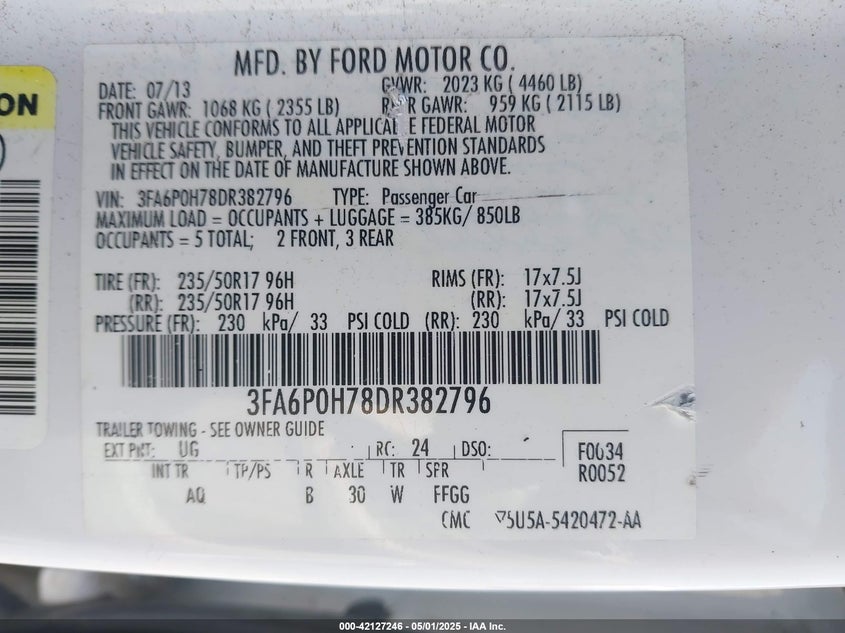 MFD. BY FORD MOTOR CO.
DATE: 07/13 GVWR: 2023 KG ( 4460 LB)
FRONT GAWR: 1068 KG ( 2355 LB) GAWR: 959 KG ( 2115 LB)
THIS VEHICLE CONFORMS TO ALL FEDERAL MOTOR
VEHICLE SAFETY, BUMPER, AND THEFT PREVENTION STANDARDS
IN EFFECT ON THE DATE OF MANUFACTURE SHOWN ABOVE.
VIN: 3FA6P0H78DR382796 TYPE: Passenger Car
MAXIMUM LOAD = OCCUPANTS + LUGGAGE = 385KG/ 850LB
OCCUPANTS = 5 TOTAL; 2 FRONT, 3 REAR
TIRE (FR): 235/50R17 96H RIMS (FR): 17x7.5J
(RR): 235/50R17 96H (RR): 17x7.5J
PRESSURE (FR): 230 kPa/ 33 PSI COLD (RR): 230 kPa/ 33 PSI COLD
3FA6P0H78DR382796
TRAILER TOWING - SEE OWNER GUIDE
EXT PNT: UG RC: 24 DSO: F0034
INT TR TP/PS R AXLE TR SPR R0052
AQ B 30 W FFGG
CMC 5U5A-5420472-AA
ON
000-42127246 - 05/01/2025 - IAA Inc.